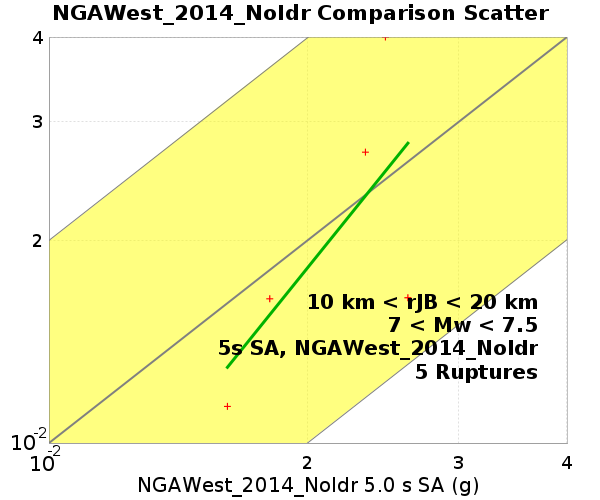 NGAWest_2014_NoIdr Comparison Scatter
4
3
2
10-2
10 km < rJB < 20 km
7 < Mw < 7.5
5s SA, NGAWest_2014_NoIdr
5 Ruptures
10-2 2 3 4
NGAWest_2014_NoIdr 5.0 s SA (g)